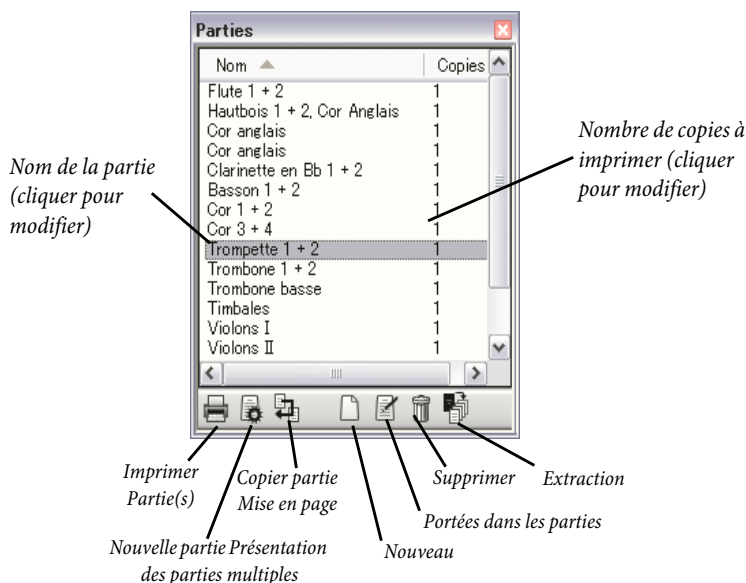 Parties
Nom Copies
Flute 1 + 2 1
Hautbois 1 + 2, Cor Anglais 1
Cor anglais 1
Cor anglais 1
Clarinette en Bb 1 + 2 1
Basson 1 + 2 1
Cor 1 + 2 1
Cor 3 + 4 1
Trompette 1 + 2 1
Trombone 1 + 2 1
Trombone basse 1
Timbales 1
Violons I 1
Violons II 1
Nom de la partie
(cliquer pour
modifier)
Nombre de copies à
imprimer (cliquer
pour modifier)
Imprimer
Partie(s)
Copier partie
Mise en page
Supprimer
Extraction
Portées dans les parties
Nouvelle partie Présentation
des parties multiples
Nouveau